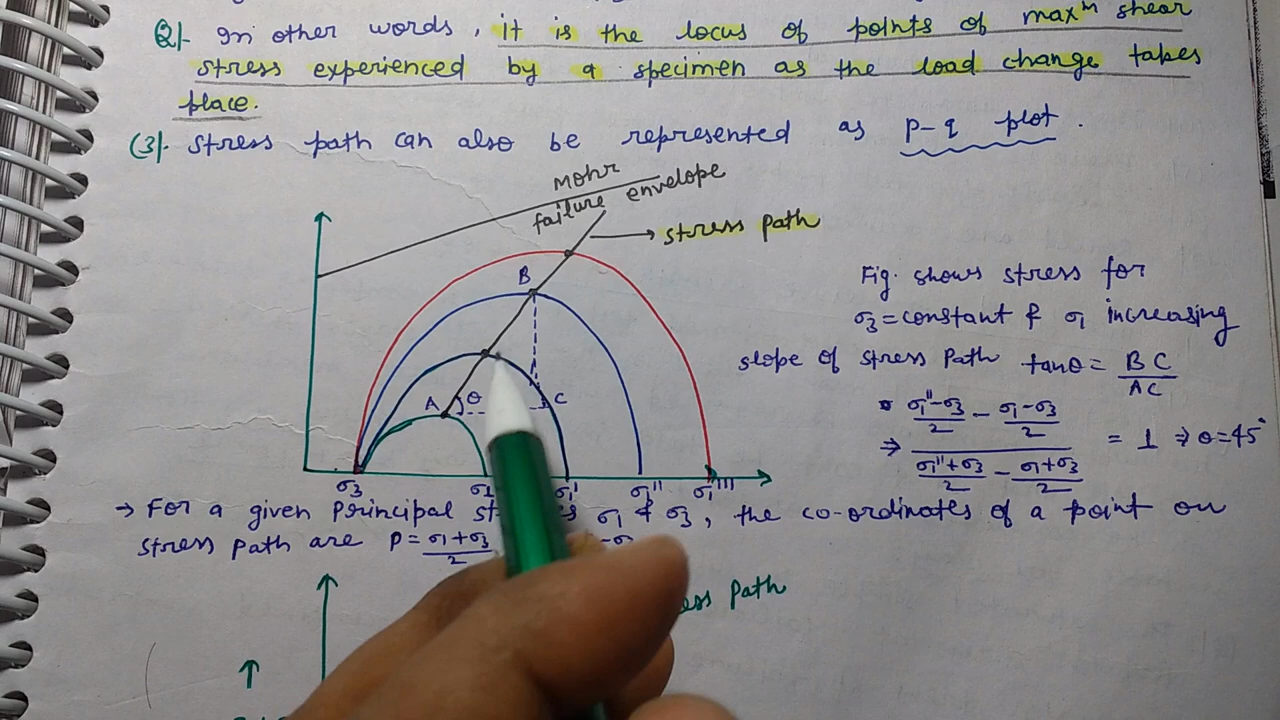 Q). In other words, it is the locus of points of maxᵐ shear
stress experienced by a specimen as the load change takes
place.
(3). Stress path can also be represented as p-q plot.
Mohr
failure envelope
→ stress path
B
A θ C
σ3 σ1 σ1' σ1'' σ1'''
Fig. shows stress for
σ3=constant & σ1 increasing
slope of stress path tanθ = BC/AC
⇒ ((σ1''-σ3)/2 - (σ1-σ3)/2) / ((σ1''+σ3)/2 - (σ1+σ3)/2) = 1 ⇒ θ=45°
→ For a given principal σ1 & σ3, the co-ordinates of a point on
stress path are P = (σ1+σ3)/2
Path